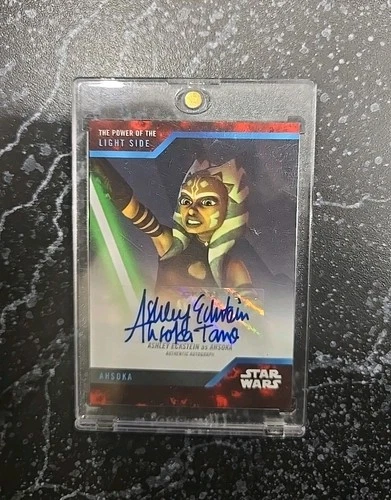 THE POWER OF THE
LIGHT SIDE
Ashley Eckstein
Ahsoka Tano
ASHLEY ECKSTEIN AS AHSOKA
AUTHENTIC AUTOGRAPH
AHSOKA
STAR
WARS